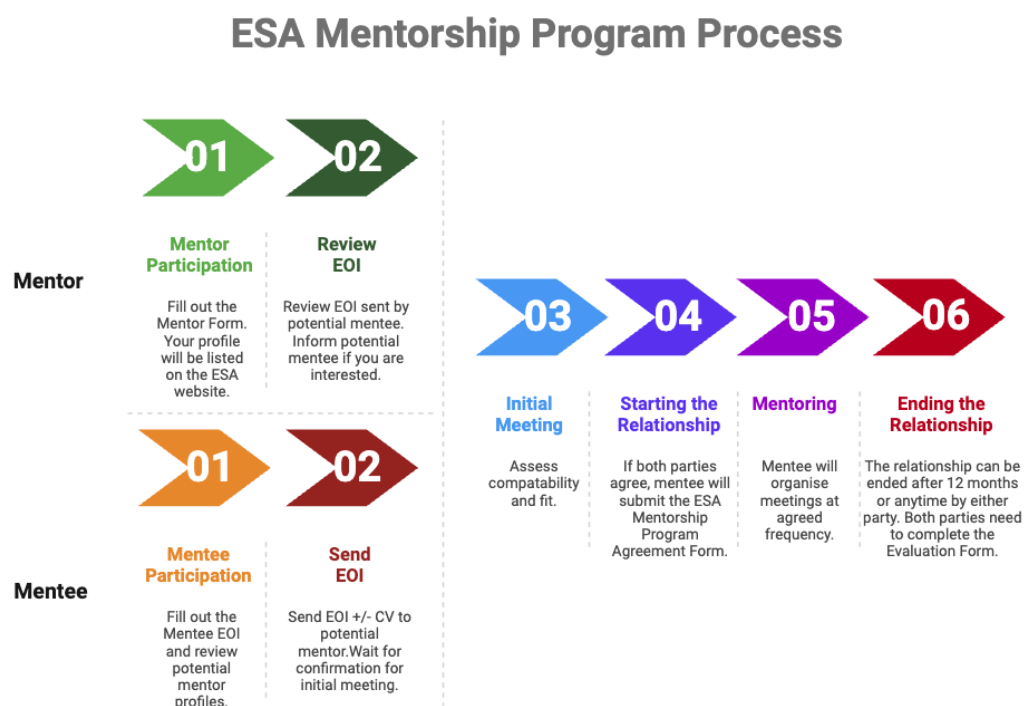 ESA Mentorship Program Process
Mentor
01
Mentor
Participation
Fill out the
Mentor Form.
Your profile
will be listed
on the ESA
website.
02
Review
EOI
Review EOI sent by
potential mentee.
Inform potential
mentee if you are
interested.
Mentee
01
Mentee
Participation
Fill out the
Mentee EOI
and review
potential
mentor
profiles.
02
Send
EOI
Send EOI +/- CV to
potential
mentor.Wait for
confirmation for
initial meeting.
03
Initial
Meeting
Assess
compatability
and fit.
04
Starting the
Relationship
If both parties
agree, mentee will
submit the ESA
Mentorship
Program
Agreement Form.
05
Mentoring
Mentee will
organise
meetings at
agreed
frequency.
06
Ending the
Relationship
The relationship can be
ended after 12 months
or anytime by either
party. Both parties need
to complete the
Evaluation Form.